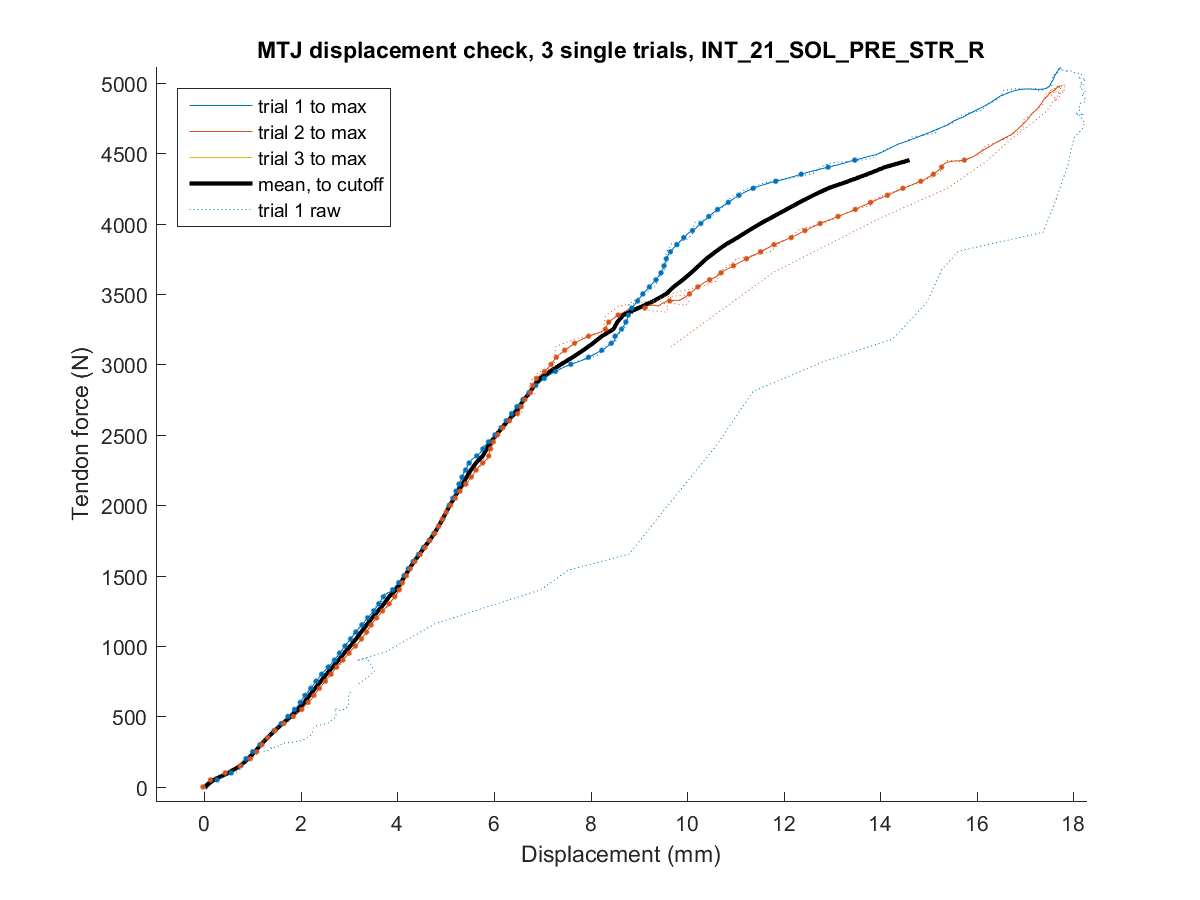 MTJ displacement check, 3 single trials, INT_21_SOL_PRE_STR_R
trial 1 to max
trial 2 to max
trial 3 to max
mean, to cutoff
trial 1 raw
5000
4500
4000
3500
3000
2500
2000
1500
1000
500
0
Tendon force (N)
0 2 4 6 8 10 12 14 16 18
Displacement (mm)